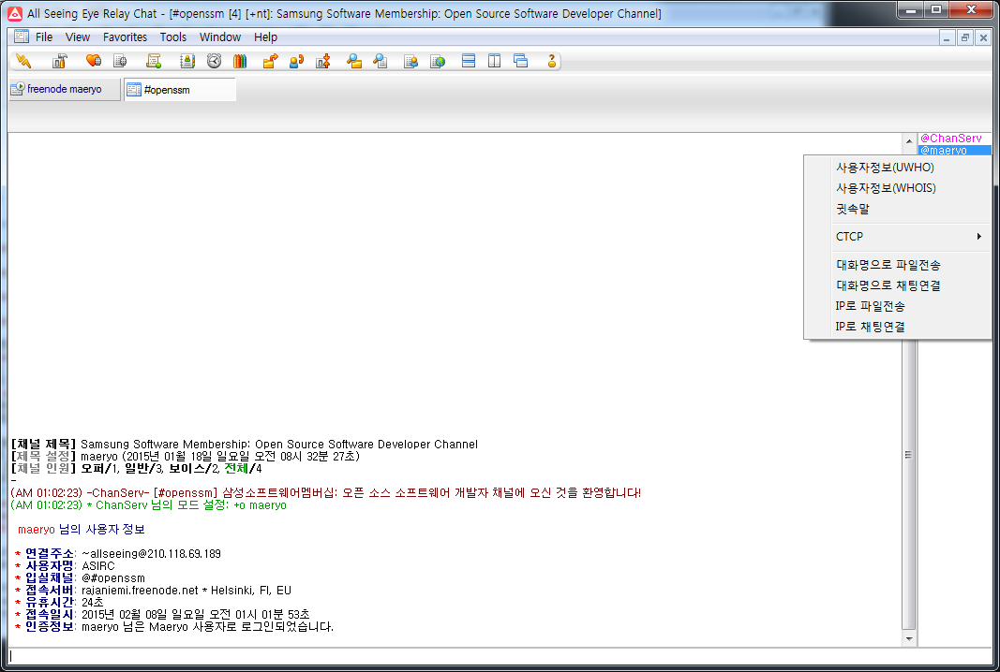 All Seeing Eye Relay Chat - [#openssm [4] [+nt]: Samsung Software Membership: Open Source Software Developer Channel]
File View Favorites Tools Window Help
freenode maeryo
#openssm
@ChanServ
@maeryo
사용자정보(UWHO)
사용자정보(WHOIS)
귓속말
CTCP
대화명으로 파일전송
대화명으로 채팅연결
IP로 파일전송
IP로 채팅연결
[채널 제목] Samsung Software Membership: Open Source Software Developer Channel
[제목 설정] maeryo (2015년 01월 18일 일요일 오전 08시 32분 27초)
[채널 인원] 오퍼/1, 일반/3, 보이스/2, 전체/4
-
(AM 01:02:23) -ChanServ- [#openssm] 삼성소프트웨어멤버십: 오픈 소스 소프트웨어 개발자 채널에 오신 것을 환영합니다!
(AM 01:02:23) * ChanServ 님의 모드 설정: +o maeryo
maeryo 님의 사용자 정보
* 연결주소: ~allseeing@210.118.69.189
* 사용자명: ASIRC
* 입실채널: @#openssm
* 접속서버: rajaniemi.freenode.net * Helsinki, FI, EU
* 유휴시간: 24초
* 접속일시: 2015년 02월 08일 일요일 오전 01시 01분 53초
* 인증정보: maeryo 님은 Maeryo 사용자로 로그인되었습니다.